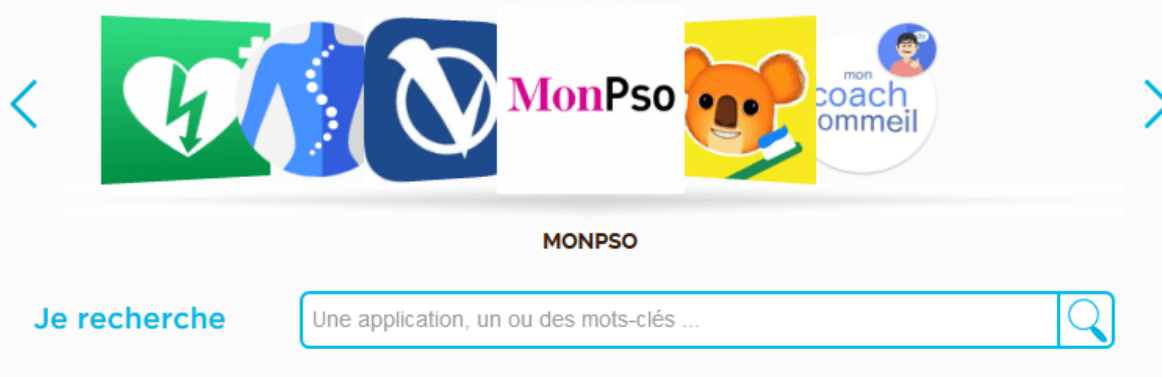 MonPso
mon
coach
ommeil
MONPSO
Je recherche
Une application, un ou des mots-clés ...